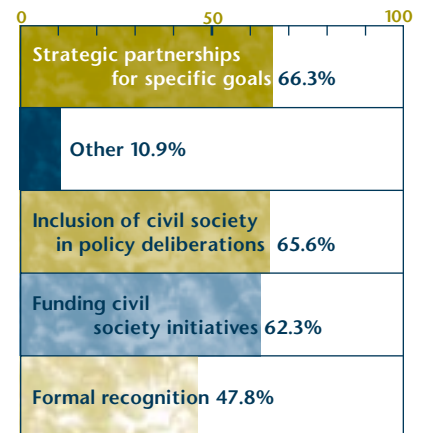 0 50 100
Strategic partnerships
for specific goals 66.3%
Other 10.9%
Inclusion of civil society
in policy deliberations 65.6%
Funding civil
society initiatives 62.3%
Formal recognition 47.8%